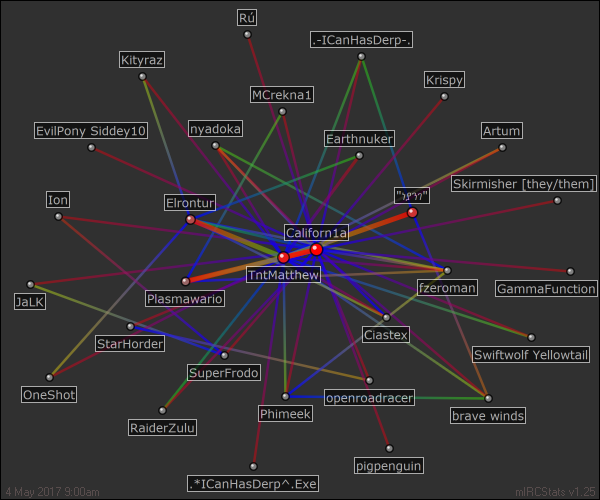 Rú
.-ICanHasDerp-.
Kityraz
Krispy
MCrekna1
nyadoka
EvilPony Siddey10
Earthnuker
Artum
Skirmisher [they/them]
Ion
Elrontur
Californ1a
TntMatthew
Plasmawario
fzeroman
GammaFunction
JaLK
StarHorder
Ciastex
Swiftwolf Yellowtail
SuperFrodo
OneShot
openroadracer
Phimeek
brave winds
RaiderZulu
pigpenguin
.*ICanHasDerp^.Exe
4 May 2017 9:00am
mIRCStats v1.25